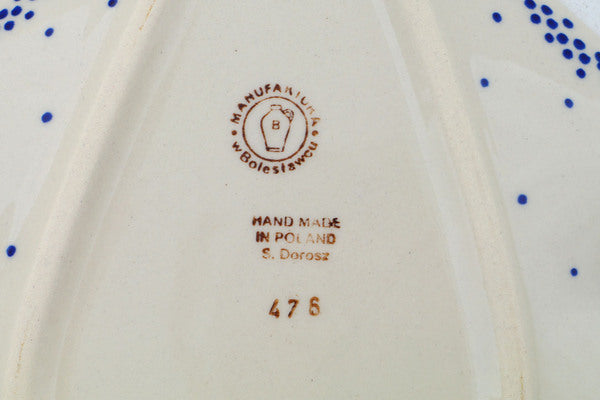 MANUFAKTURA
B
w Bolesławcu
HAND MADE
IN POLAND
S. Dorosz
476